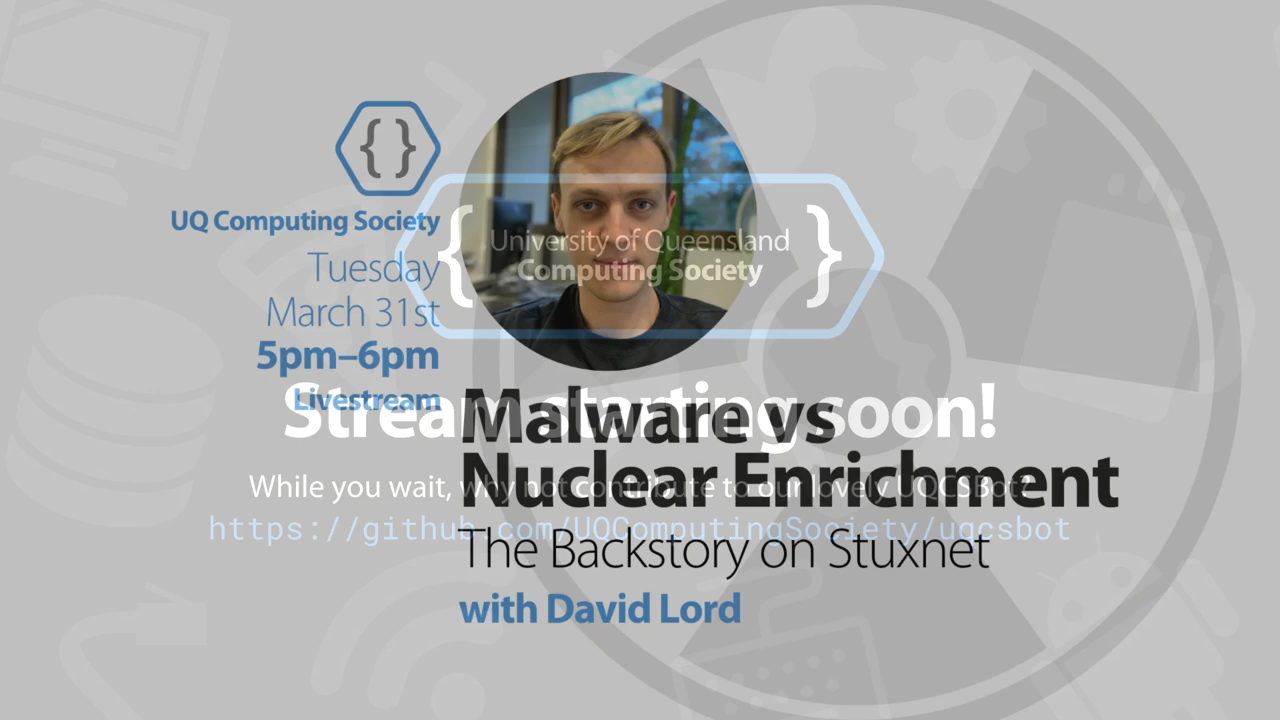 { }
UQ Computing Society
Tuesday
March 31st
5pm–6pm
Livestream
{ University of Queensland
Computing Society }
Stream starting soon!
While you wait, why not contribute to our lovely UQCSBot?
https://github.com/UQComputingSociety/uqcsbot
Malware vs
Nuclear Enrichment
The Backstory on Stuxnet
with David Lord